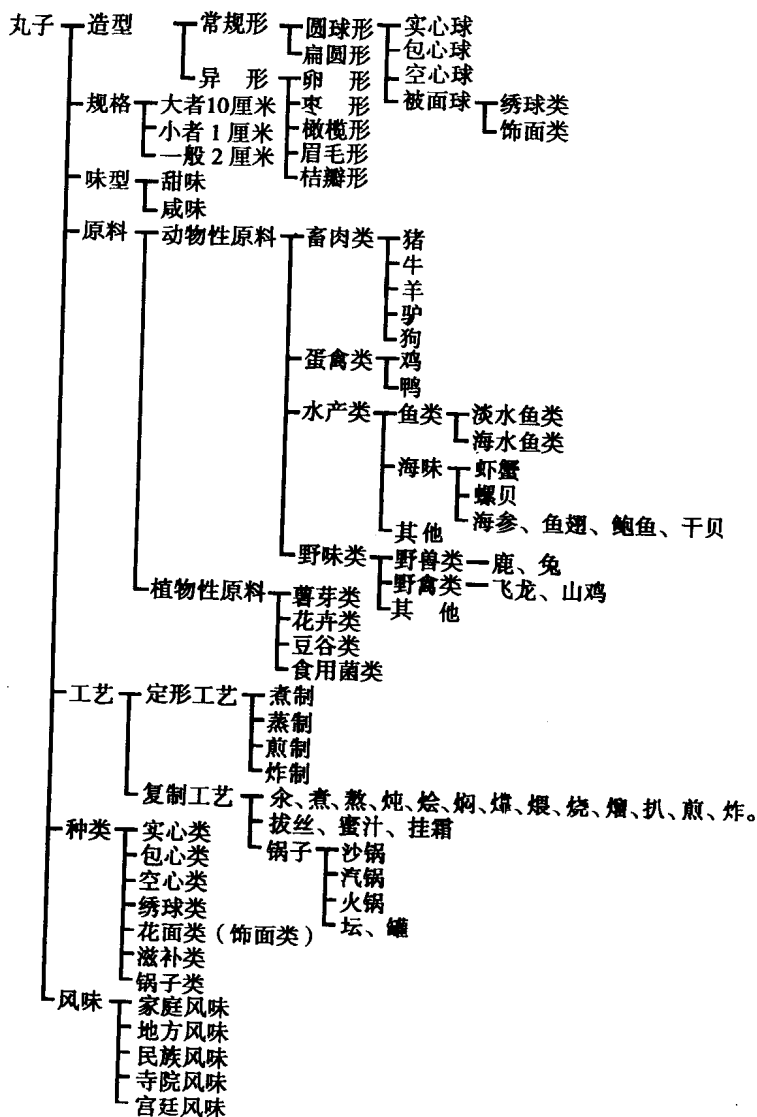 丸子 造型 常规形 圆球形 实心球
扁圆形 包心球
空心球
异 形 卵 形 被面球 绣球类
规格 大者10厘米 枣 形 饰面类
小者1厘米 橄榄形
一般2厘米 眉毛形
味型 甜味 桔瓣形
咸味
原料 动物性原料 畜肉类 猪
牛
羊
驴
狗
蛋禽类 鸡
鸭
水产类 鱼类 淡水鱼类
海水鱼类
海味 虾蟹
螺贝
海参、鱼翅、鲍鱼、干贝
其他
野味类 野兽类 鹿、兔
野禽类 飞龙、山鸡
其 他
植物性原料 薯芽类
花卉类
豆谷类
食用菌类
工艺 定形工艺 煮制
蒸制
煎制
炸制
复制工艺 氽、煮、熬、炖、烩、焖、㸆、煨、烧、熘、扒、煎、炸。
拔丝、蜜汁、挂霜
锅子 沙锅
汽锅
火锅
坛、罐
种类 实心类
包心类
空心类
绣球类
花面类（饰面类）
滋补类
锅子类
风味 家庭风味
地方风味
民族风味
寺院风味
宫廷风味